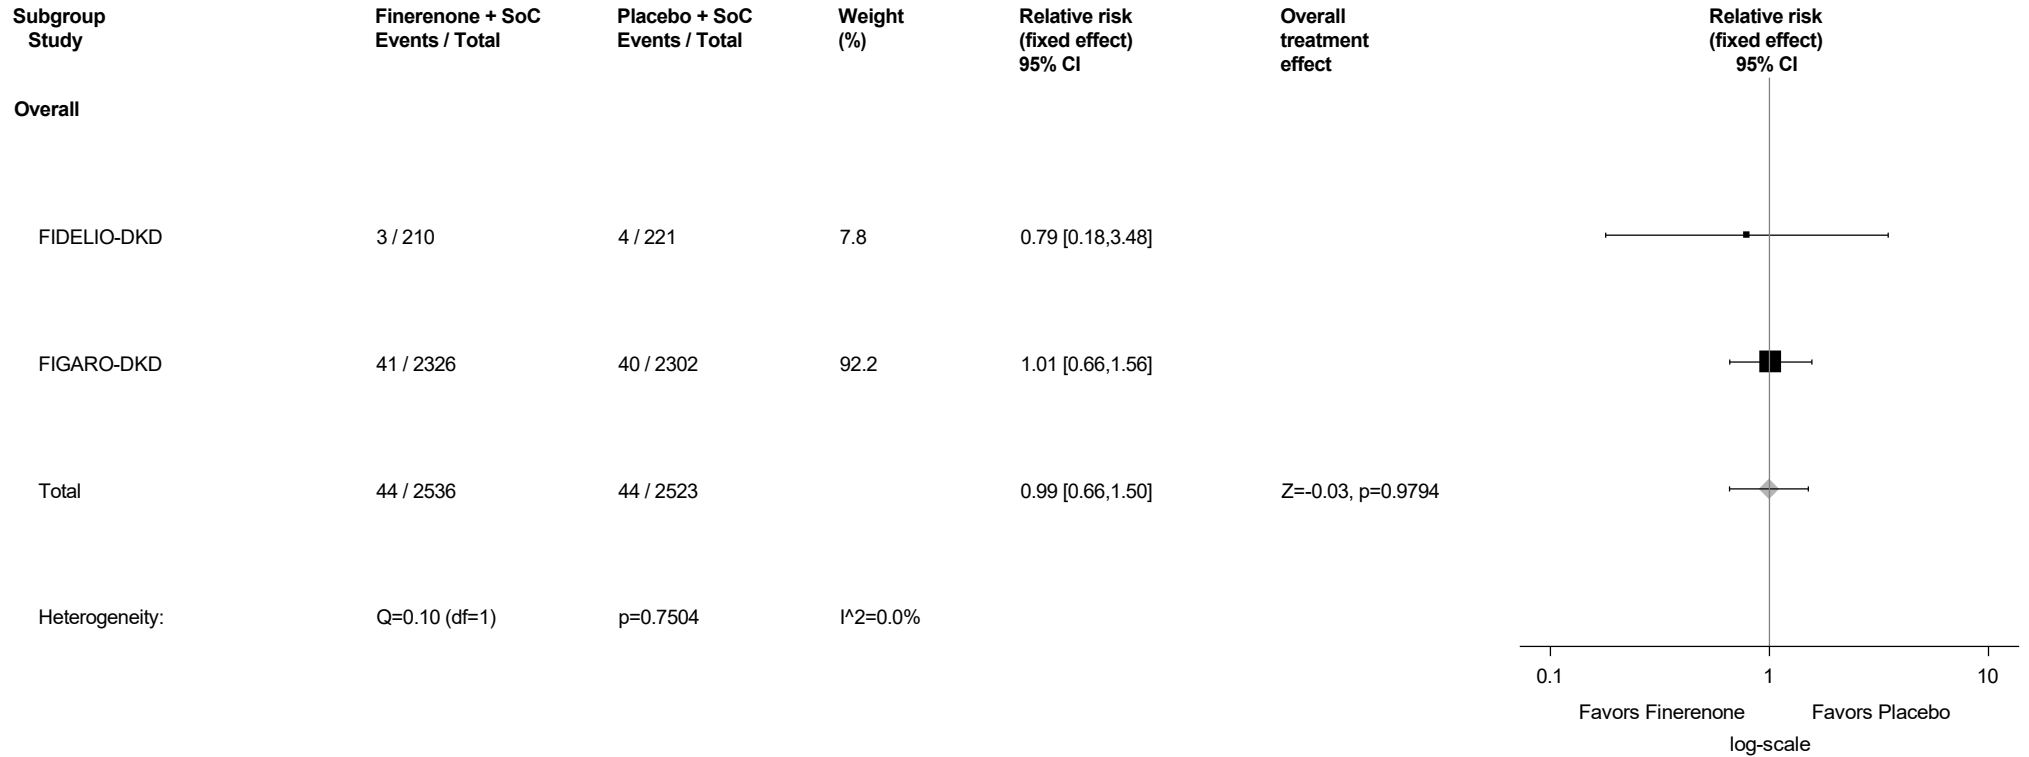 Subgroup Finerenone + SoC Placebo + SoC Weight Relative risk Overall Relative risk
Study Events / Total Events / Total (%) (fixed effect) treatment (fixed effect)
95% CI effect 95% CI
Overall
FIDELIO-DKD 3 / 210 4 / 221 7.8 0.79 [0.18,3.48]
FIGARO-DKD 41 / 2326 40 / 2302 92.2 1.01 [0.66,1.56]
Total 44 / 2536 44 / 2523 0.99 [0.66,1.50] Z=-0.03, p=0.9794
Heterogeneity: Q=0.10 (df=1) p=0.7504 I^2=0.0%
0.1 1 10
Favors Finerenone Favors Placebo
log-scale